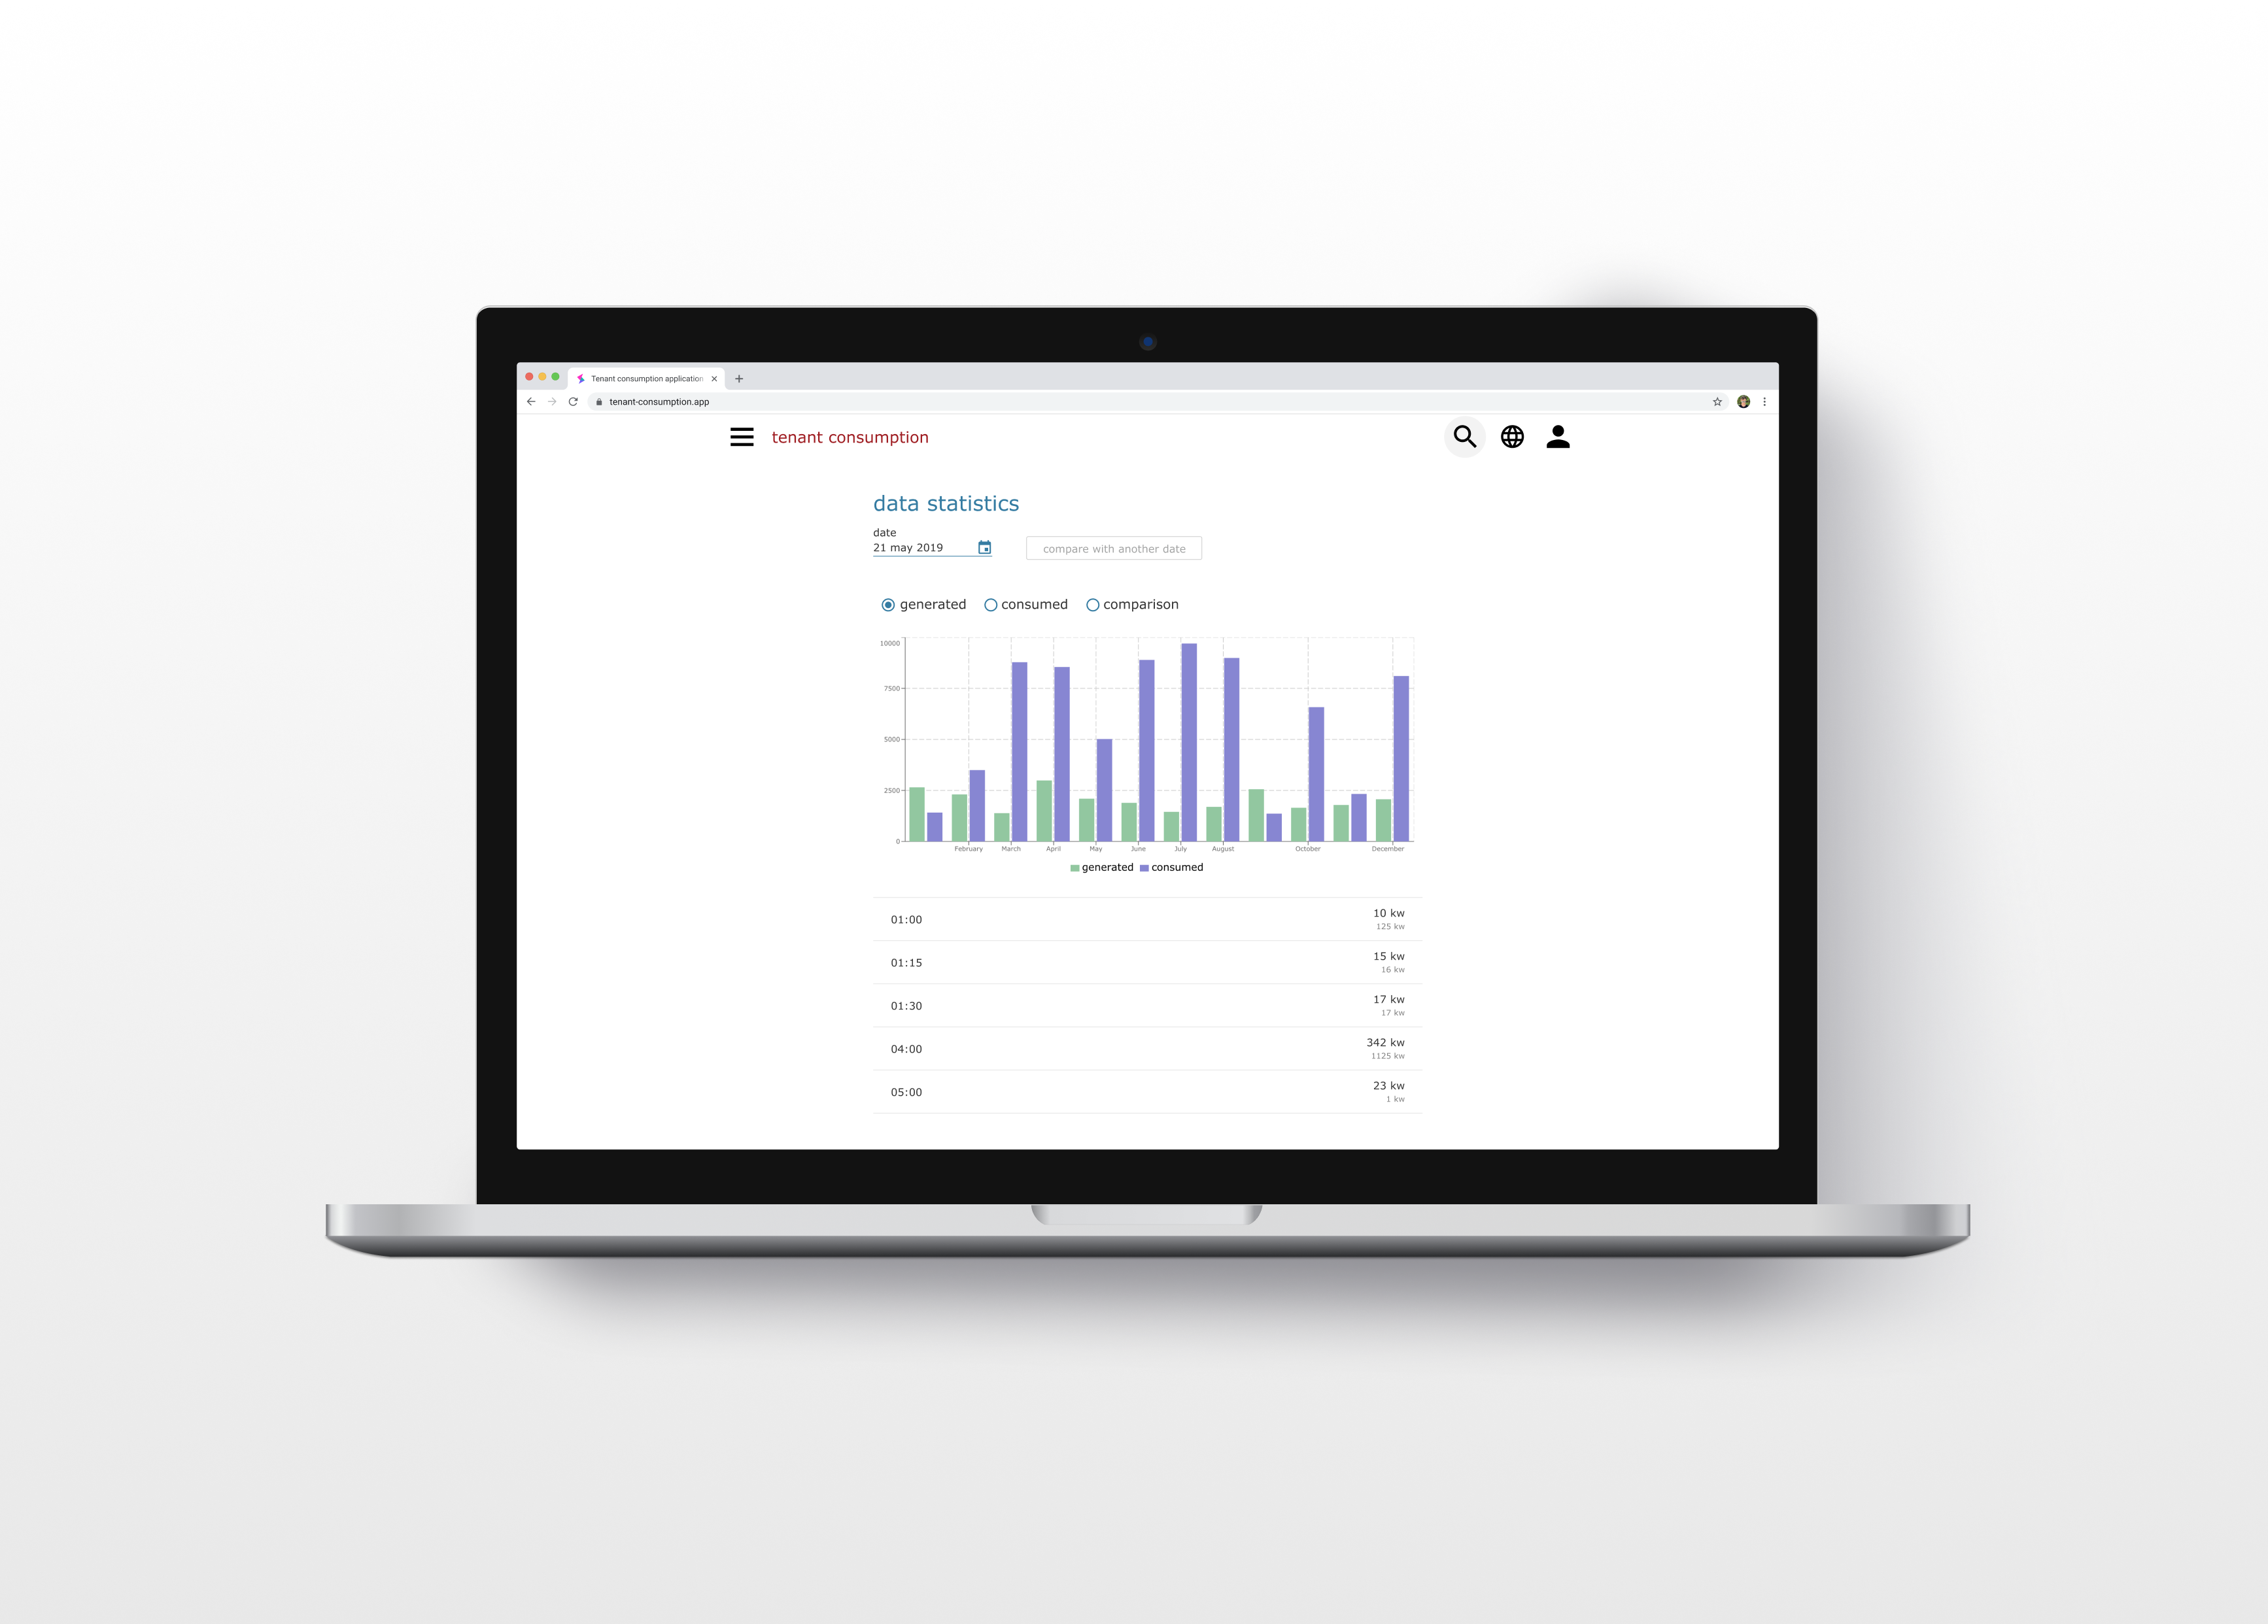 Tenant consumption application
tenant-consumption.app
tenant consumption
data statistics
date
21 may 2019
compare with another date
generated consumed comparison
10000
7500
5000
2500
0
February March April May June July August October December
generated consumed
01:00 10 kw
125 kw
01:15 15 kw
16 kw
01:30 17 kw
17 kw
04:00 342 kw
1125 kw
05:00 23 kw
1 kw